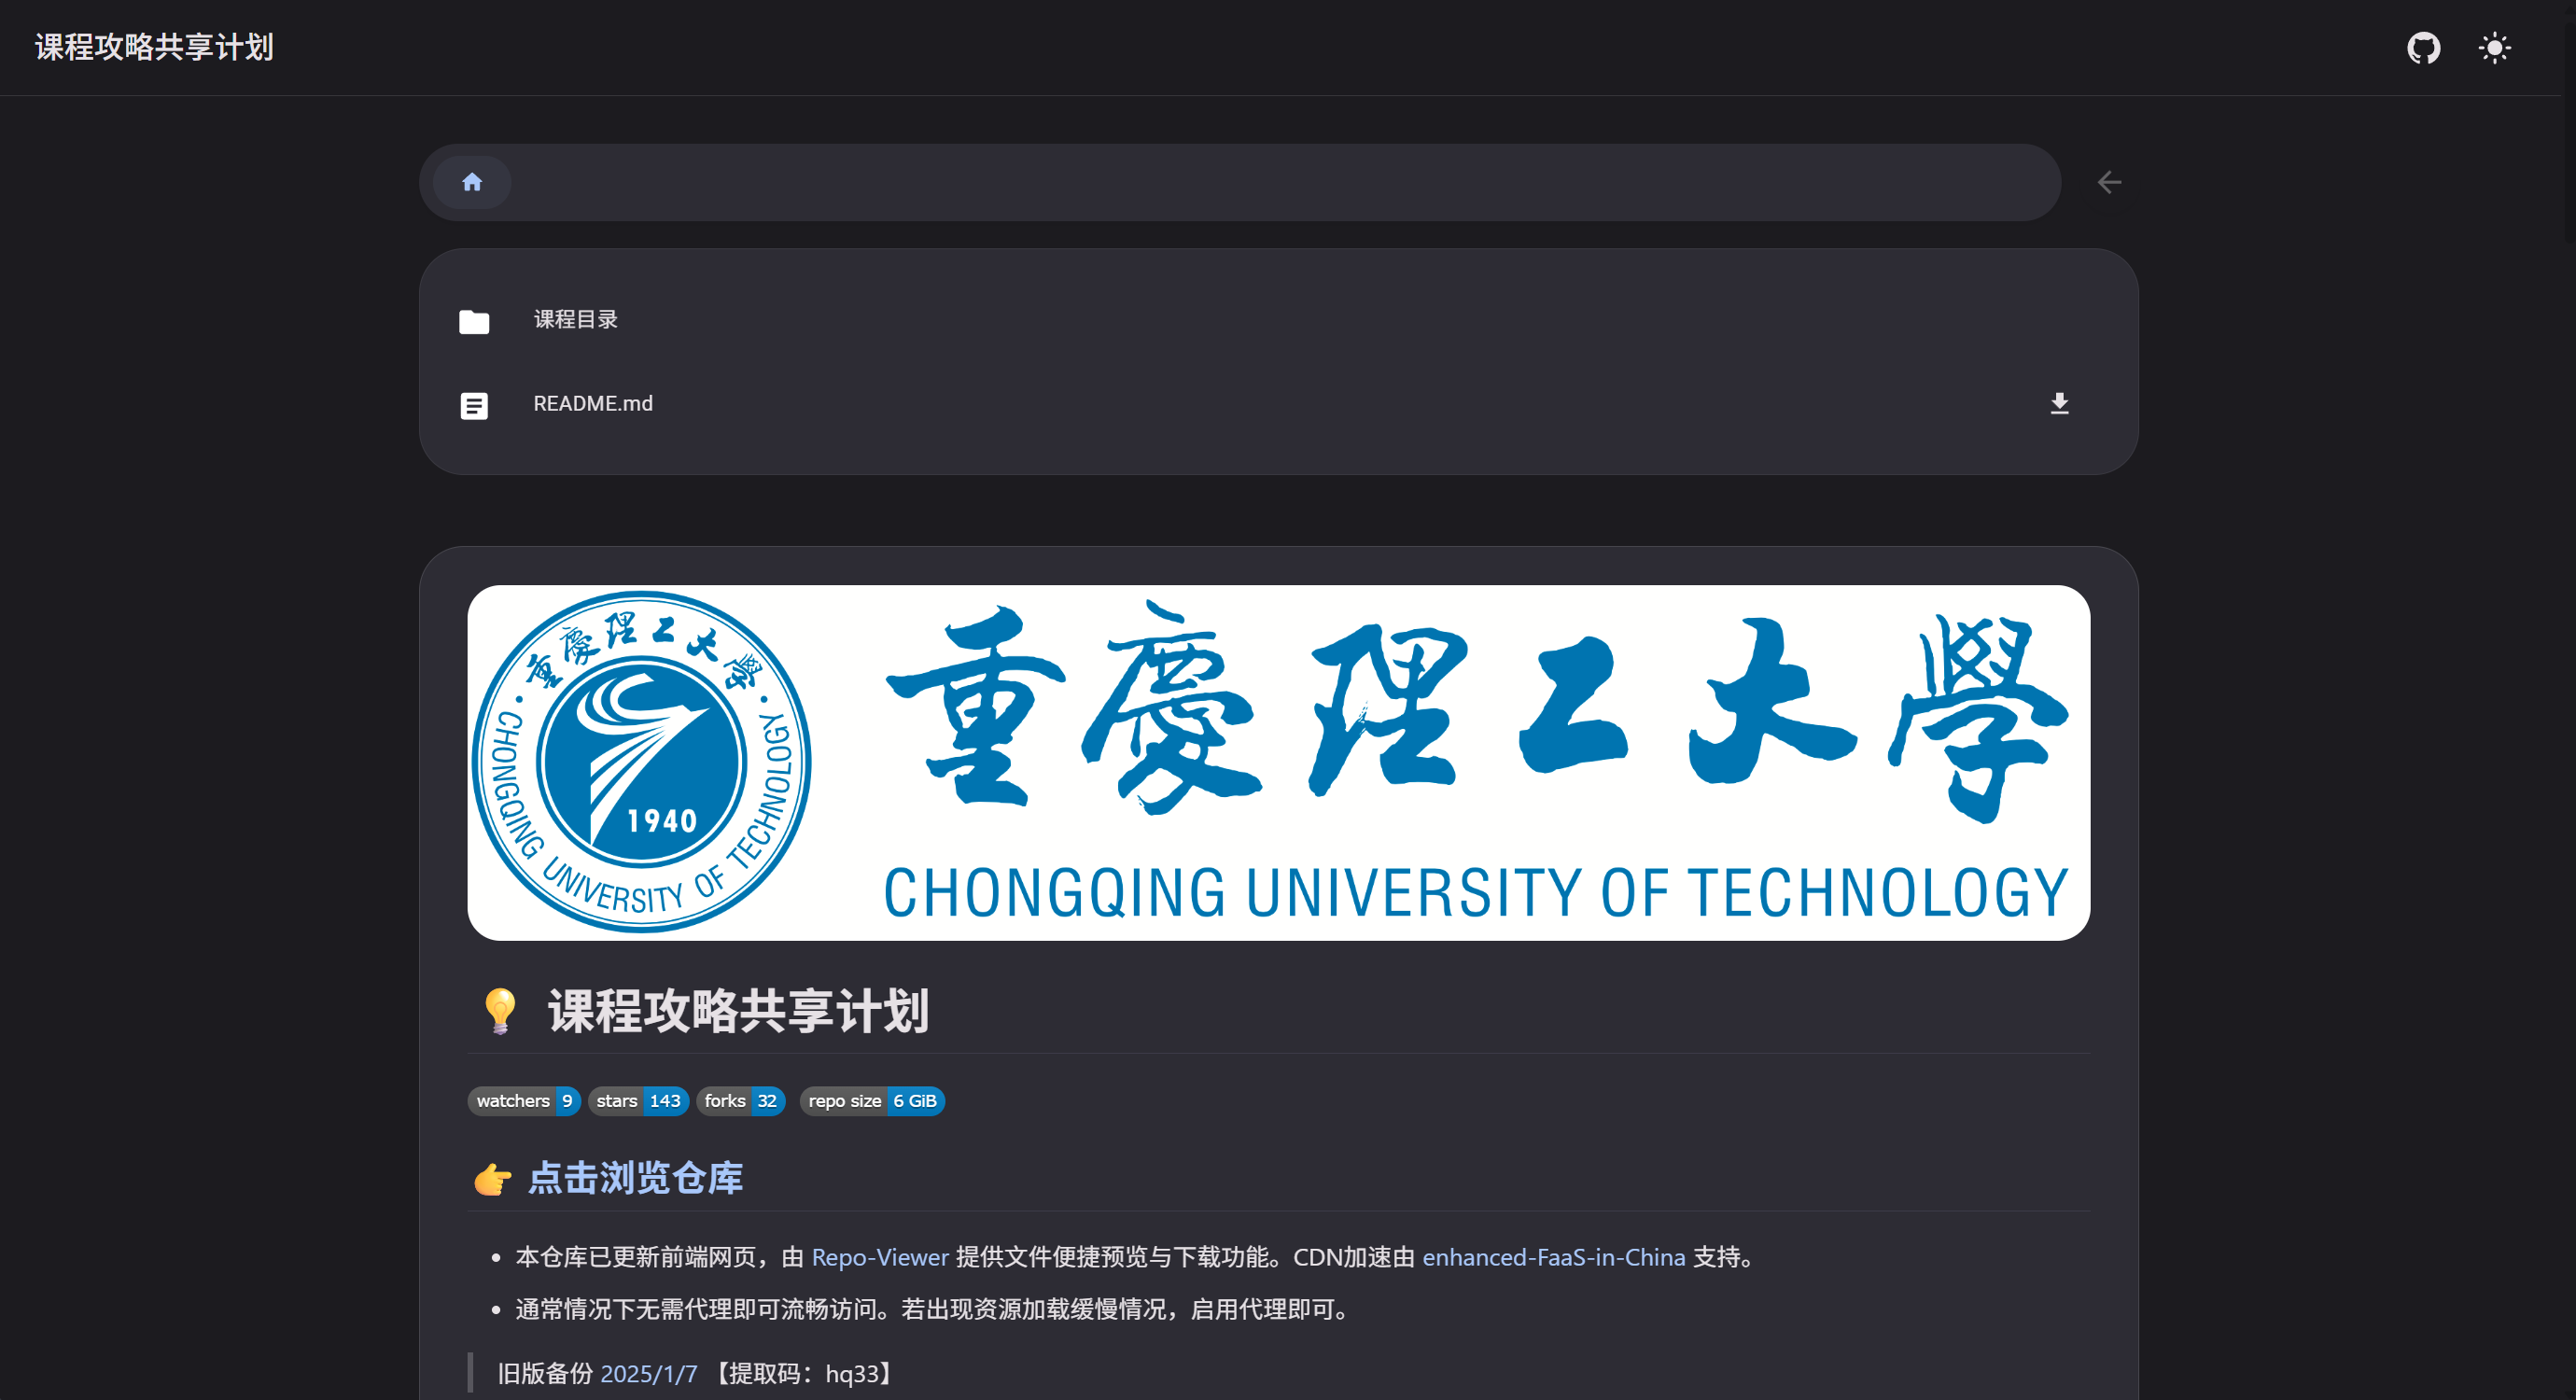 课程攻略共享计划
课程目录
README.md
重慶理工大學
CHONGQING UNIVERSITY OF TECHNOLOGY
1940
重慶理工大學
CHONGQING UNIVERSITY OF TECHNOLOGY
💡 课程攻略共享计划
watchers 9 stars 143 forks 32 repo size 6 GiB
👉 点击浏览仓库
• 本仓库已更新前端网页，由 Repo-Viewer 提供文件便捷预览与下载功能。CDN加速由 enhanced-FaaS-in-China 支持。
• 通常情况下无需代理即可流畅访问。若出现资源加载缓慢情况，启用代理即可。
旧版备份 2025/1/7 【提取码：hq33】